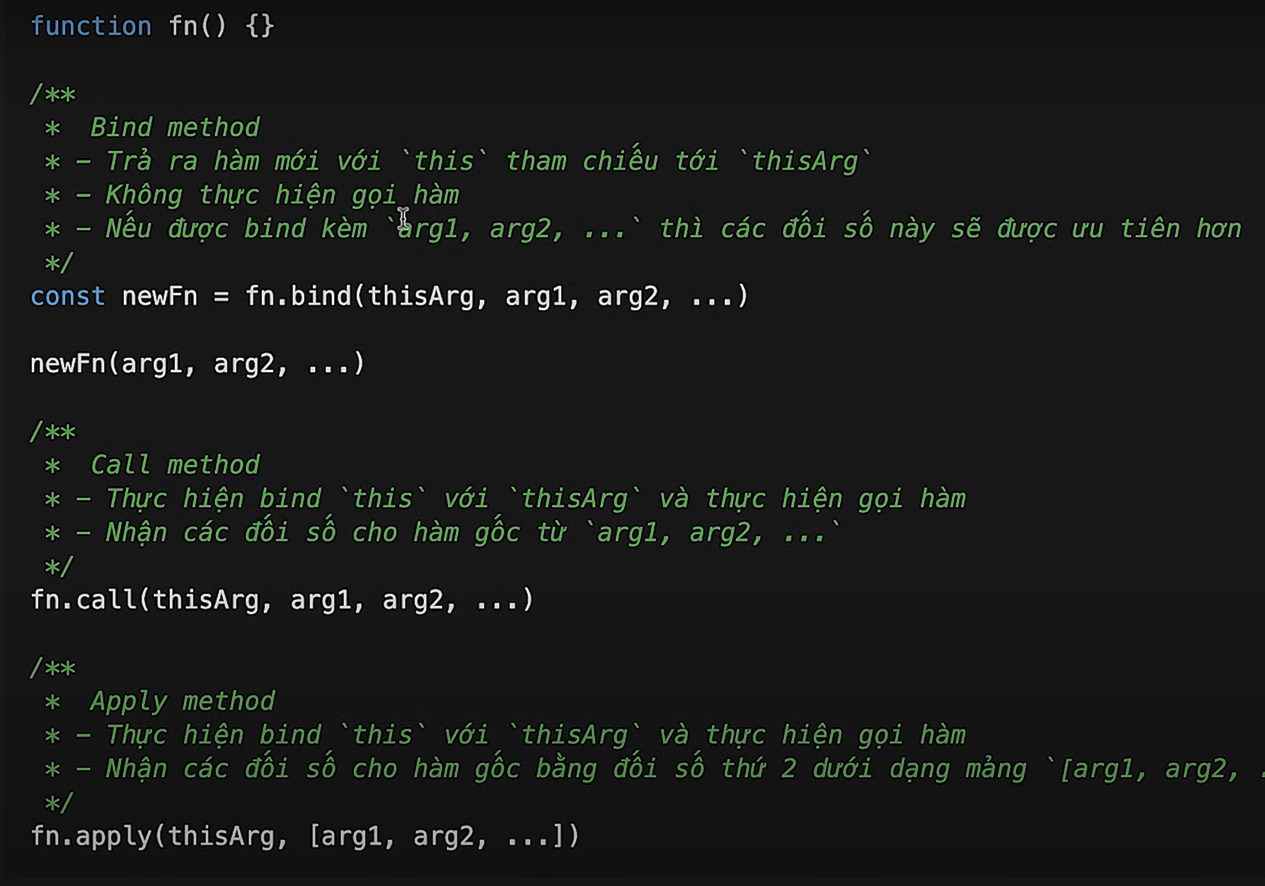 function fn() {}
/**
 *  Bind method
 * – Trả ra hàm mới với `this` tham chiếu tới `thisArg`
 * – Không thực hiện gọi hàm
 * – Nếu được bind kèm `arg1, arg2, ...` thì các đối số này sẽ được ưu tiên hơn
 */
const newFn = fn.bind(thisArg, arg1, arg2, ...)
newFn(arg1, arg2, ...)
/**
 *  Call method
 * – Thực hiện bind `this` với `thisArg` và thực hiện gọi hàm
 * – Nhận các đối số cho hàm gốc từ `arg1, arg2, ...`
 */
fn.call(thisArg, arg1, arg2, ...)
/**
 *  Apply method
 * – Thực hiện bind `this` với `thisArg` và thực hiện gọi hàm
 * – Nhận các đối số cho hàm gốc bằng đối số thứ 2 dưới dạng mảng `[arg1, arg2, .
 */
fn.apply(thisArg, [arg1, arg2, ...])